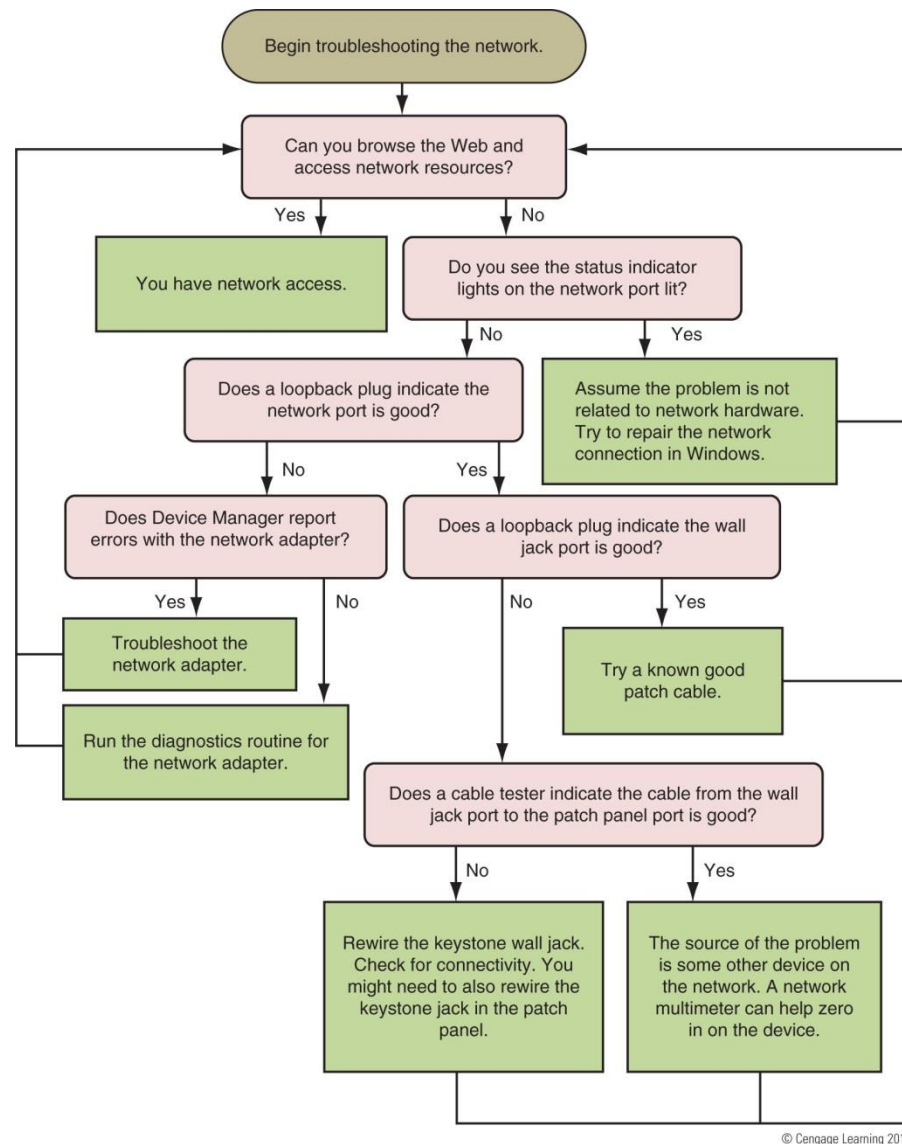 Begin troubleshooting the network.
Can you browse the Web and
access network resources?
Yes
No
You have network access.
Do you see the status indicator
lights on the network port lit?
No
Yes
Does a loopback plug indicate the
network port is good?
Assume the problem is not
related to network hardware.
Try to repair the network
connection in Windows.
No
Yes
Does Device Manager report
errors with the network adapter?
Does a loopback plug indicate the wall
jack port is good?
Yes
No
No
Yes
Troubleshoot the
network adapter.
Try a known good
patch cable.
Run the diagnostics routine for
the network adapter.
Does a cable tester indicate the cable from the wall
jack port to the patch panel port is good?
No
Yes
Rewire the keystone wall jack.
Check for connectivity. You
might need to also rewire the
keystone jack in the patch
panel.
The source of the problem
is some other device on
the network. A network
multimeter can help zero
in on the device.
© Cengage Learning 201